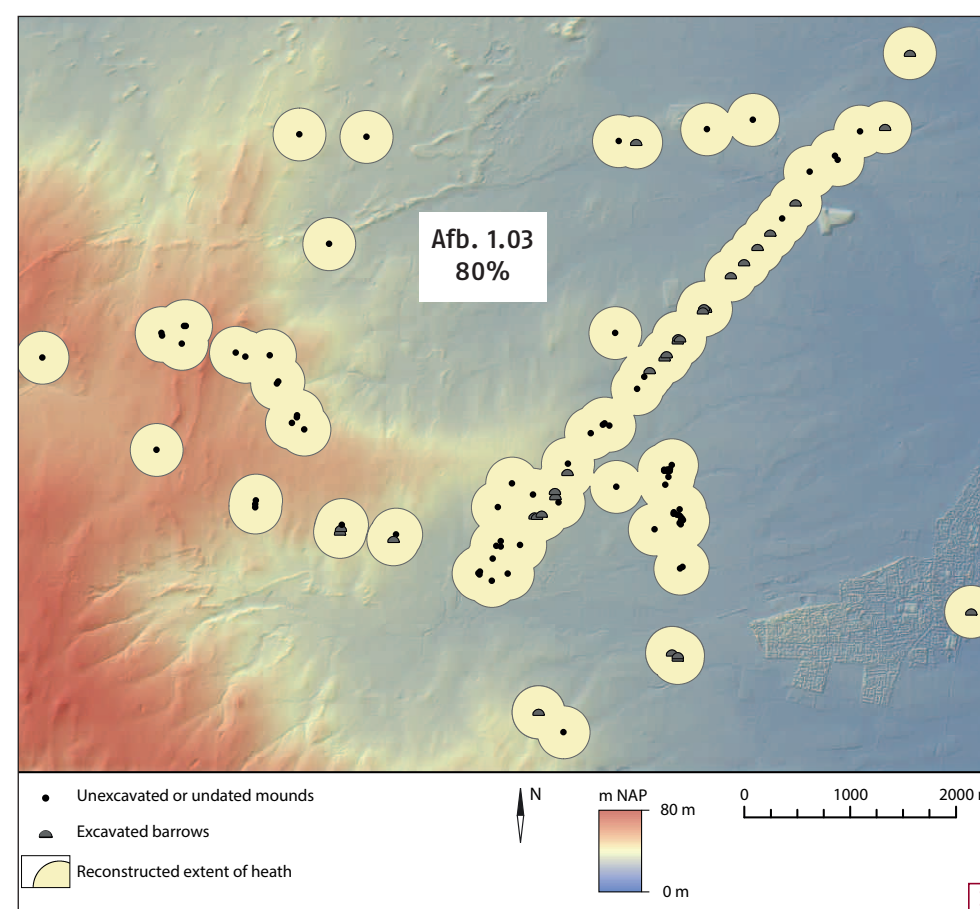 Afb. 1.03
80%
Unexcavated or undated mounds
Excavated barrows
Reconstructed extent of heath
N
m NAP
80 m
0 m
0 1000 2000